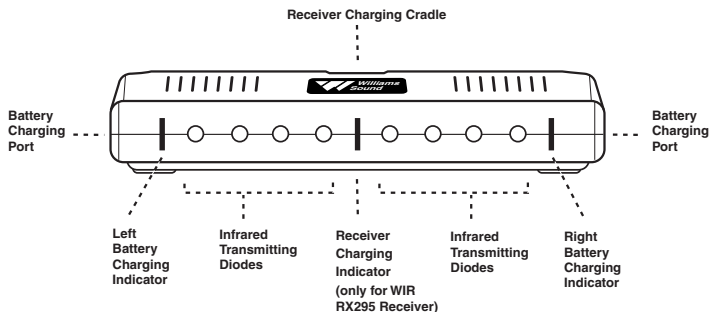 Receiver Charging Cradle
Williams
Sound
Battery
Charging
Port
Battery
Charging
Port
Left
Battery
Charging
Indicator
Infrared
Transmitting
Diodes
Receiver
Charging
Indicator
(only for WIR
RX295 Receiver)
Infrared
Transmitting
Diodes
Right
Battery
Charging
Indicator